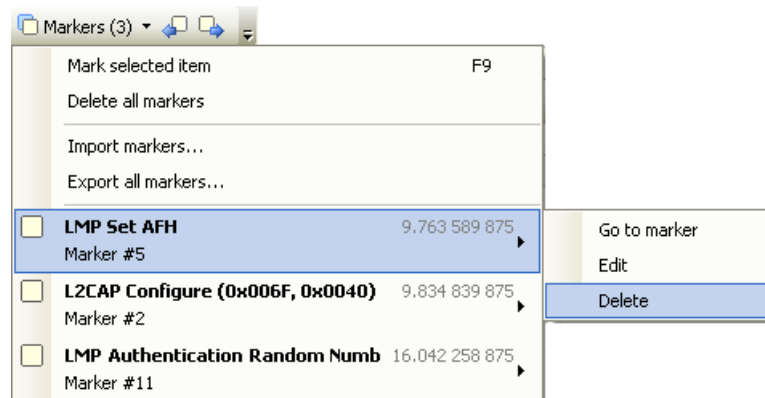 Markers (3)
Mark selected item F9
Delete all markers
Import markers...
Export all markers...
LMP Set AFH 9.763 589 875
Marker #5
Go to marker
Edit
Delete
L2CAP Configure (0x006F, 0x0040) 9.834 839 875
Marker #2
LMP Authentication Random Numb 16.042 258 875
Marker #11